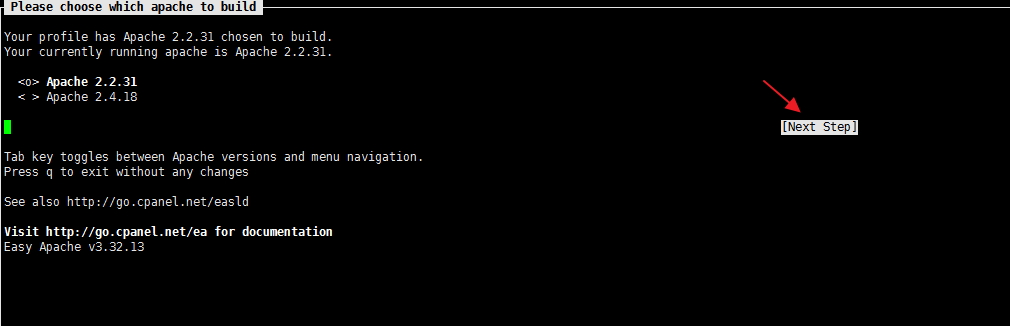 Please choose which apache to build
Your profile has Apache 2.2.31 chosen to build.
Your currently running apache is Apache 2.2.31.
<o> Apache 2.2.31
< > Apache 2.4.18
[Next Step]
Tab key toggles between Apache versions and menu navigation.
Press q to exit without any changes
See also http://go.cpanel.net/easld
Visit http://go.cpanel.net/ea for documentation
Easy Apache v3.32.13